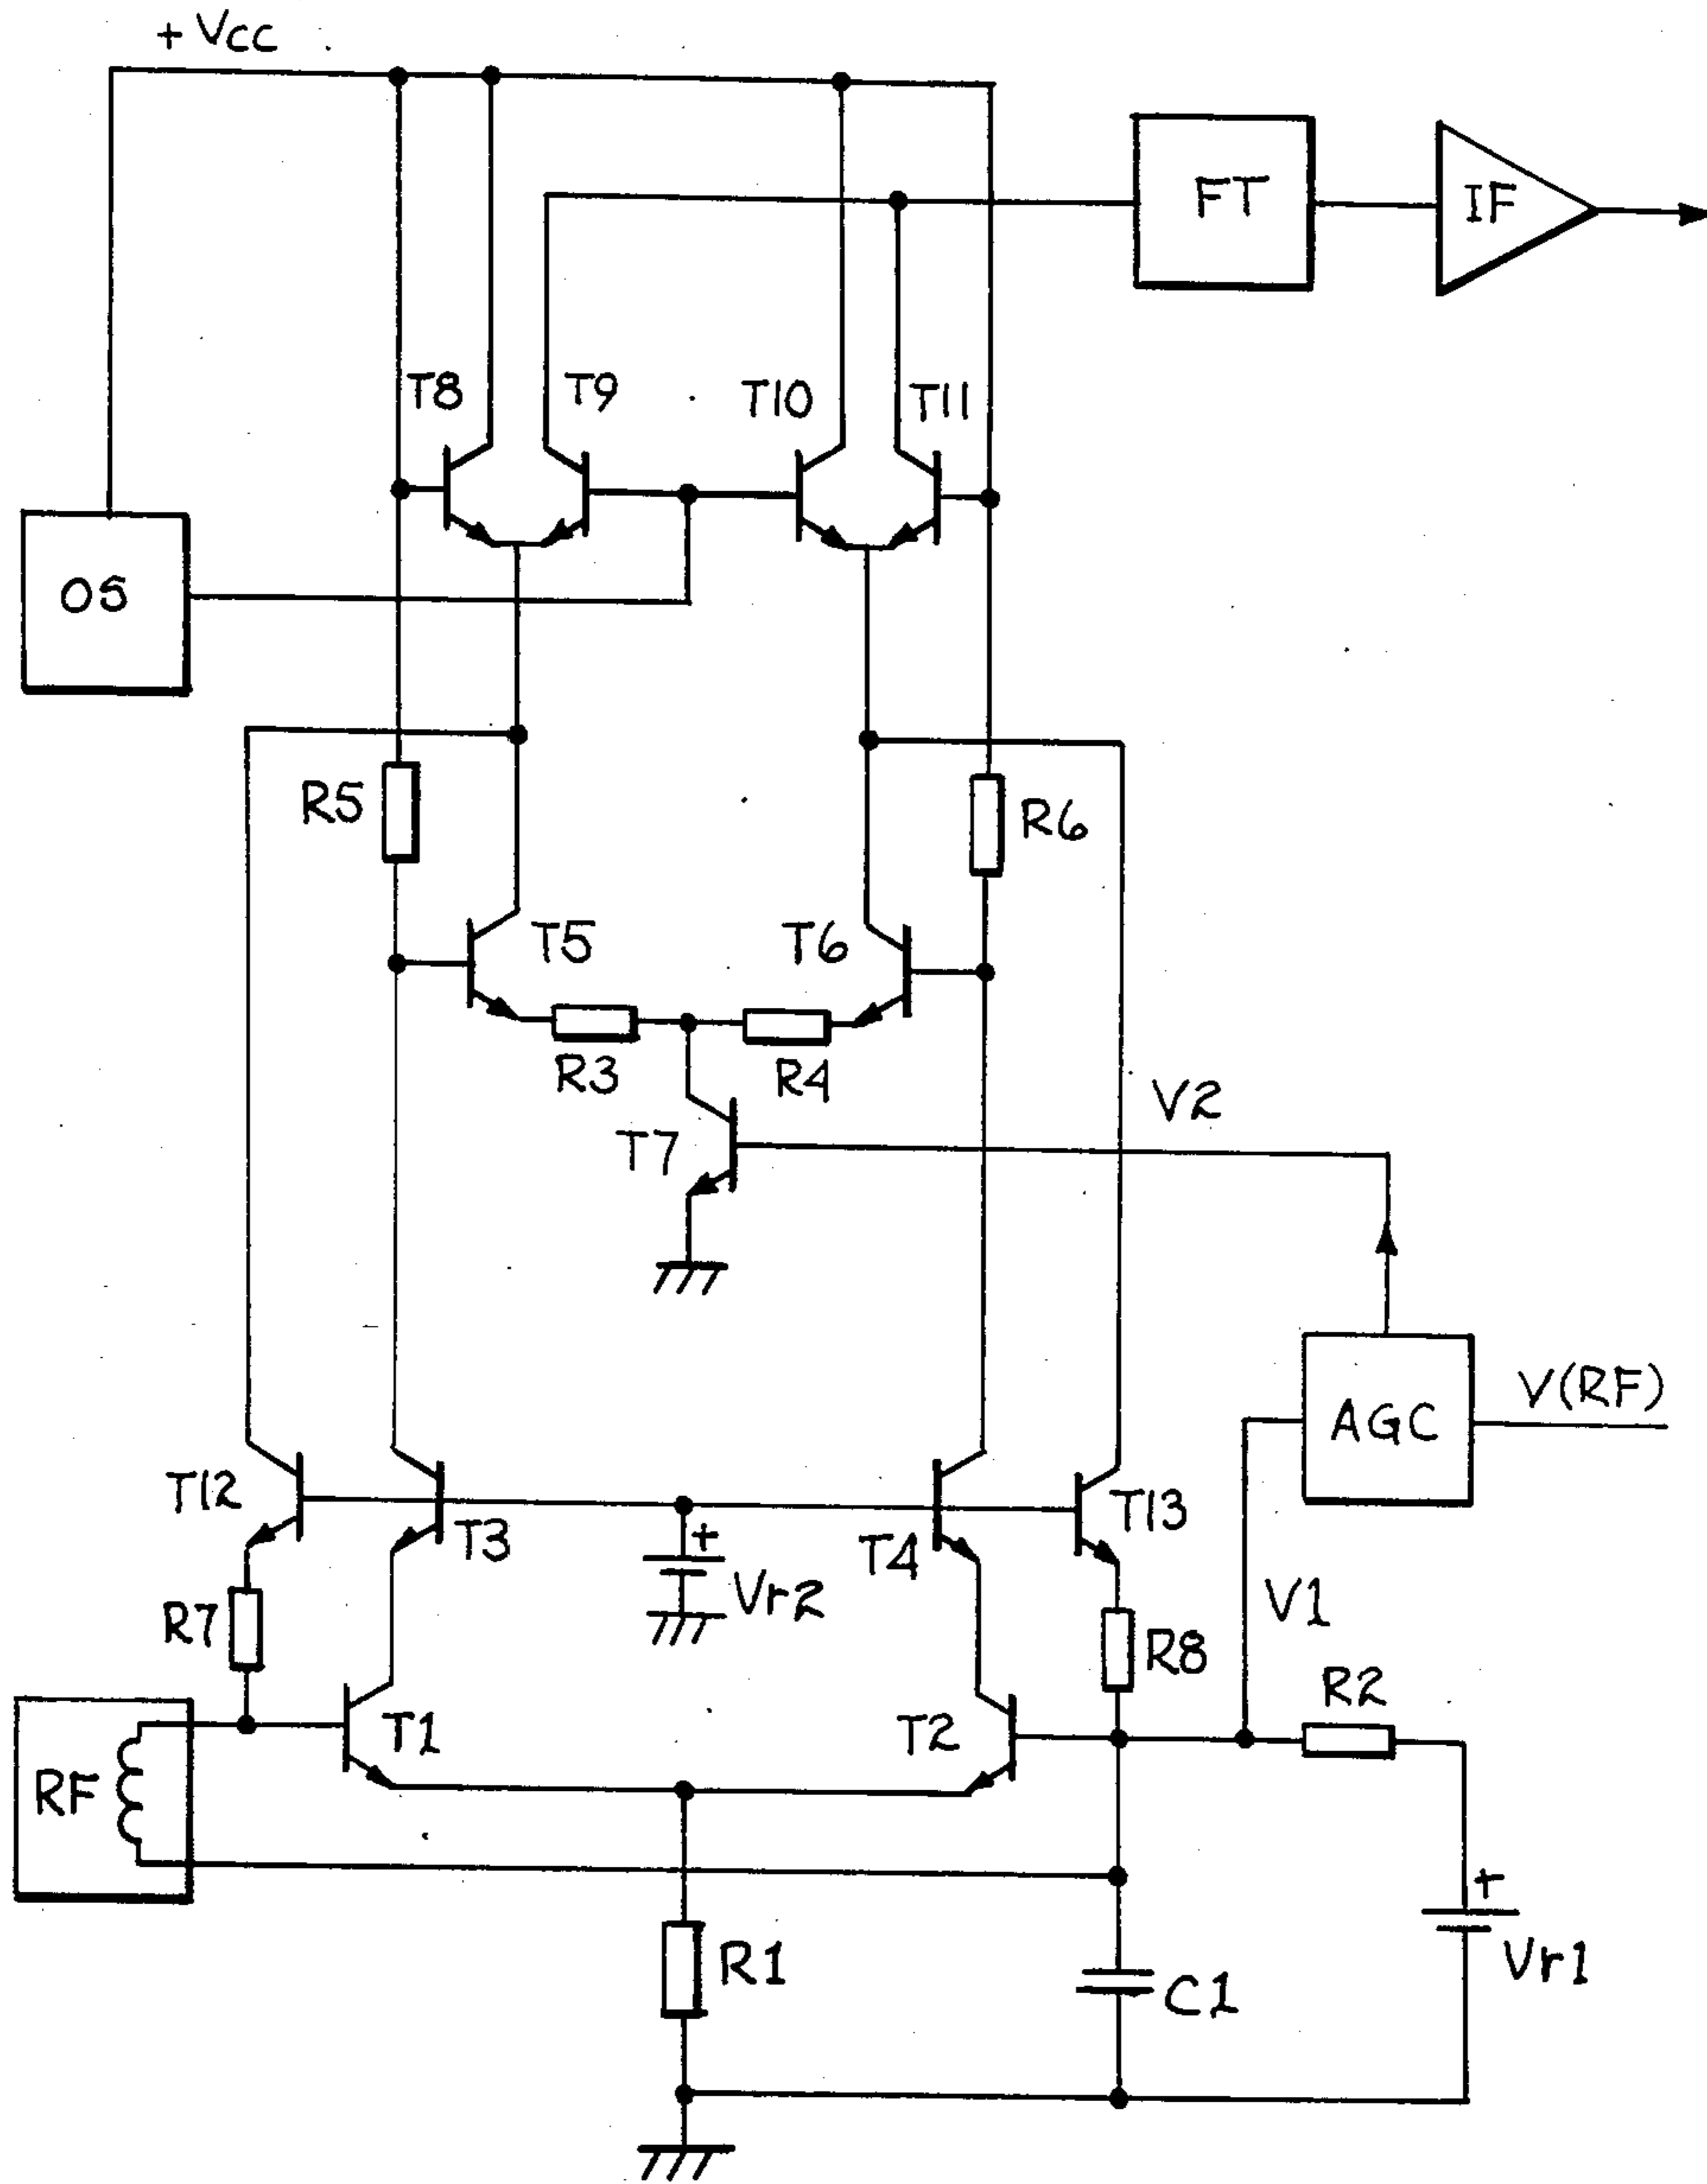 + Vcc
FT
IF
T8
T9
T10
T11
OS
R5
R6
T5
T6
R3
R4
V2
T7
V(RF)
AGC
T12
T3
T4
T13
+
Vr2
V1
R7
R8
R2
T1
T2
RF
+
R1
C1
Vr1